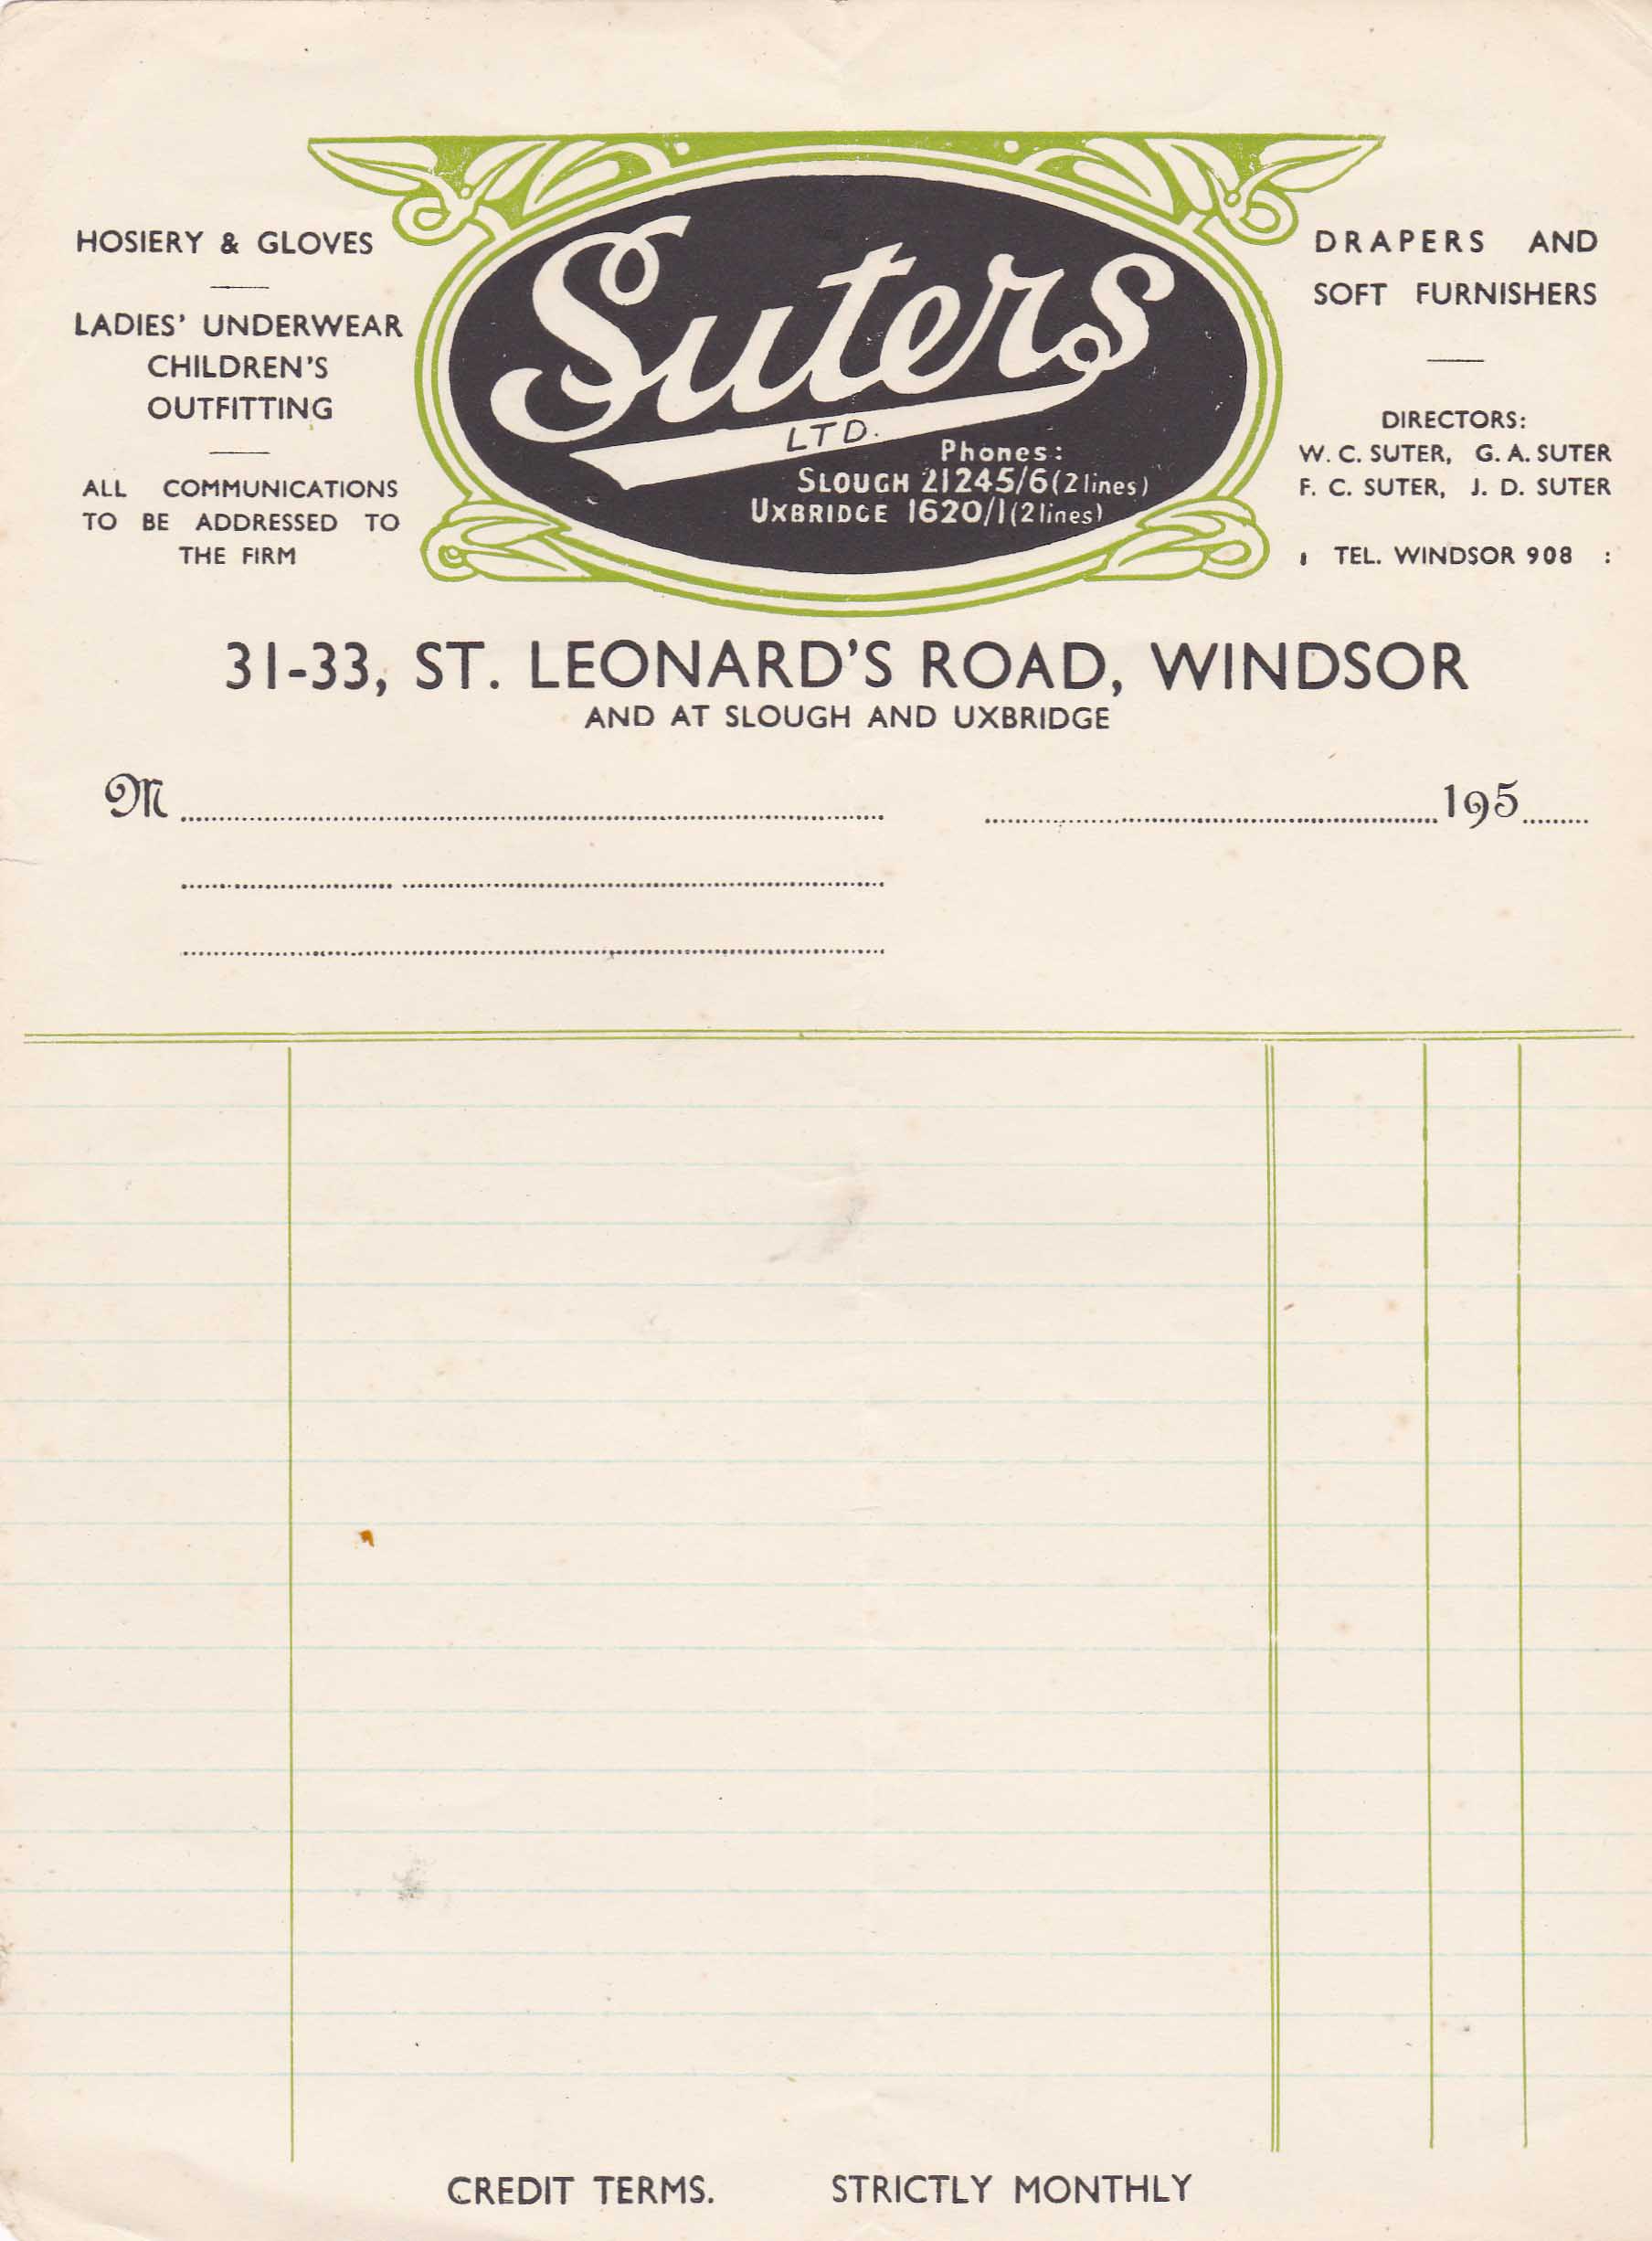 HOSIERY & GLOVES
LADIES' UNDERWEAR
CHILDREN'S
OUTFITTING
ALL COMMUNICATIONS
TO BE ADDRESSED TO
THE FIRM
Suters
LTD.
Phones:
SLOUGH 21245/6 (2 lines)
UXBRIDGE 1620/1 (2 lines)
DRAPERS AND
SOFT FURNISHERS
DIRECTORS:
W. C. SUTER, G. A. SUTER
F. C. SUTER, J. D. SUTER
TEL. WINDSOR 908 :
31-33, ST. LEONARD'S ROAD, WINDSOR
AND AT SLOUGH AND UXBRIDGE
M
195
CREDIT TERMS. STRICTLY MONTHLY